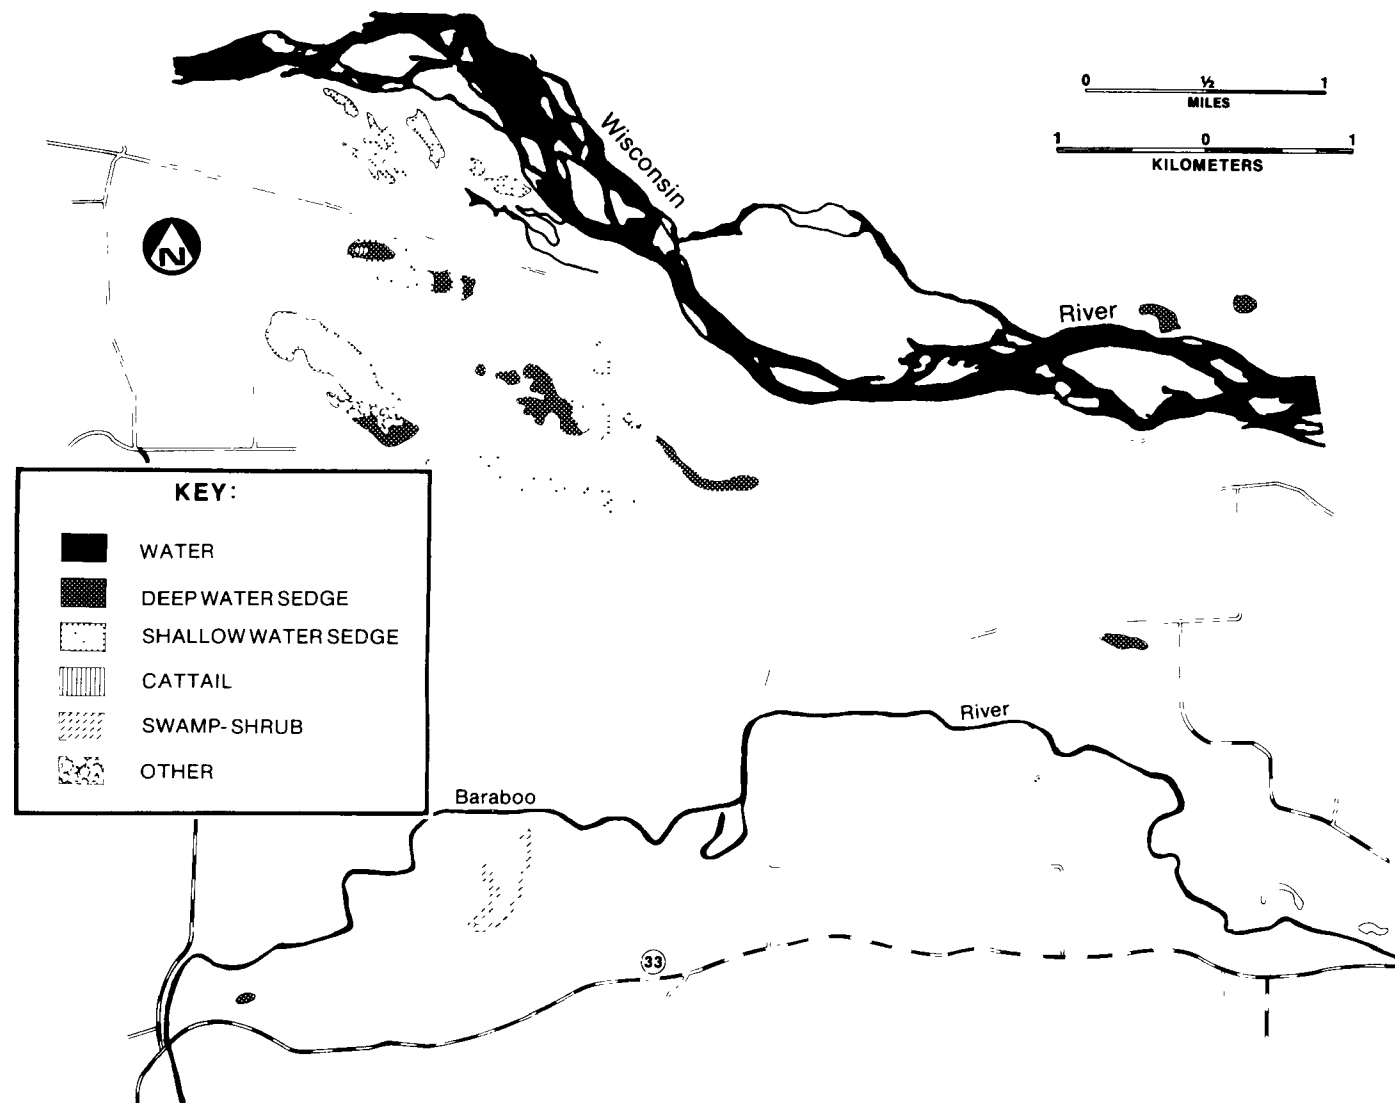 0 ½ 1
MILES
1 0 1
KILOMETERS
Wisconsin
River
N
KEY:
WATER
DEEP WATER SEDGE
SHALLOW WATER SEDGE
CATTAIL
SWAMP-SHRUB
OTHER
River
Baraboo
33